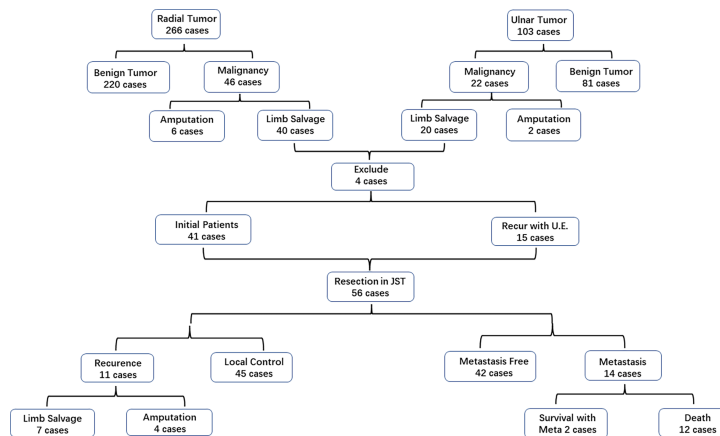 Radial Tumor
266 cases
Ulnar Tumor
103 cases
Benign Tumor
220 cases
Malignancy
46 cases
Malignancy
22 cases
Benign Tumor
81 cases
Amputation
6 cases
Limb Salvage
40 cases
Limb Salvage
20 cases
Amputation
2 cases
Exclude
4 cases
Initial Patients
41 cases
Recur with U.E.
15 cases
Resection in JST
56 cases
Recurence
11 cases
Local Control
45 cases
Metastasis Free
42 cases
Metastasis
14 cases
Limb Salvage
7 cases
Amputation
4 cases
Survival with
Meta 2 cases
Death
12 cases